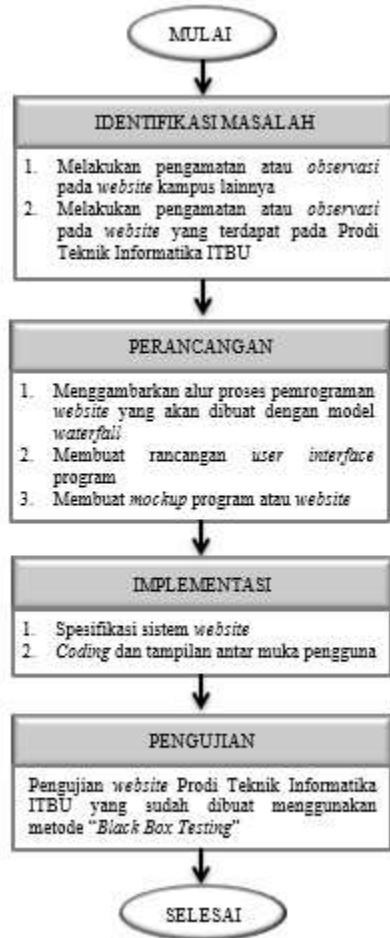 MULAI
IDENTIFIKASI MASALAH
1. Melakukan pengamatan atau observasi
pada website kampus lainnya
2. Melakukan pengamatan atau observasi
pada website yang terdapat pada Prodi
Teknik Informatika ITBU
PERANCANGAN
1. Menggambarkan alur proses pemrograman
website yang akan dibuat dengan model
waterfall
2. Membuat rancangan user interface
program
3. Membuat mockup program atau website
IMPLEMENTASI
1. Spesifikasi sistem website
2. Coding dan tampilan antar muka pengguna
PENGUJIAN
Pengujian website Prodi Teknik Informatika
ITBU yang sudah dibuat menggunakan
metode "Black Box Testing"
SELESAI